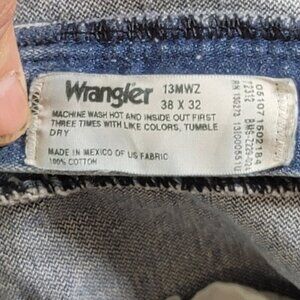 Wrangler 13MWZ
38 X 32
MACHINE WASH HOT AND INSIDE OUT FIRST
THREE TIMES WITH LIKE COLORS, TUMBLE
DRY
MADE IN MEXICO OF US FABRIC
100% COTTON
051071502184